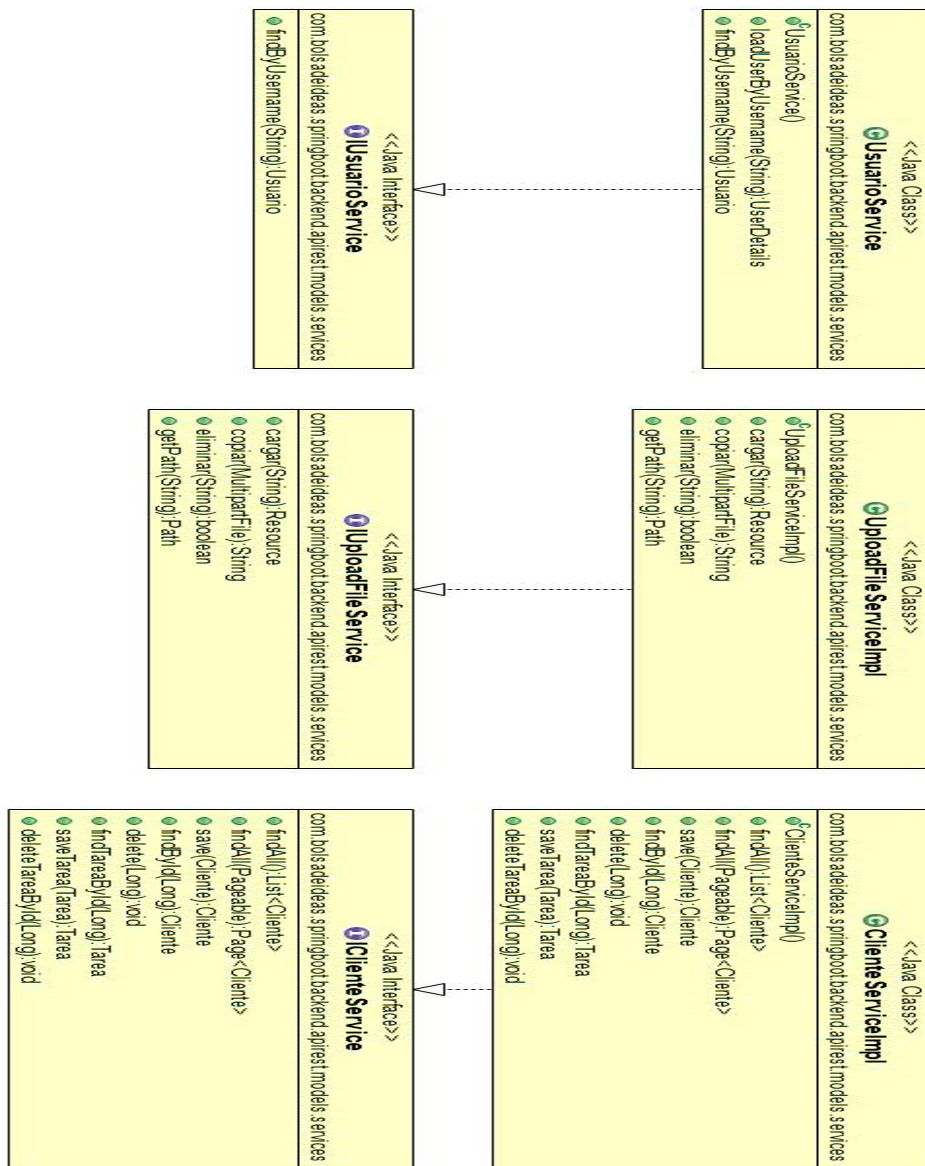 <<Java Class>>
UsuarioService
com.bolsadeideas.springboot.backend.apirest.models.services
UsuarioService()
loadUserByUsername(String):UserDetails
findByUsername(String):Usuario
<<Java Interface>>
IUsuarioService
com.bolsadeideas.springboot.backend.apirest.models.services
findByUsername(String):Usuario
<<Java Class>>
UploadFileServiceImpl
com.bolsadeideas.springboot.backend.apirest.models.services
UploadFileServiceImpl()
cargar(String):Resource
copiar(MultipartFile):String
eliminar(String):boolean
getPath(String):Path
<<Java Interface>>
IUploadFileService
com.bolsadeideas.springboot.backend.apirest.models.services
cargar(String):Resource
copiar(MultipartFile):String
eliminar(String):boolean
getPath(String):Path
<<Java Class>>
ClienteServiceImpl
com.bolsadeideas.springboot.backend.apirest.models.services
ClienteServiceImpl()
findAll():List<Cliente>
findAll(Pageable):Page<Cliente>
save(Cliente):Cliente
findById(Long):Cliente
delete(Long):void
findTareaById(Long):Tarea
saveTarea(Tarea):Tarea
deleteTareaById(Long):void
<<Java Interface>>
IClienteService
com.bolsadeideas.springboot.backend.apirest.models.services
findAll():List<Cliente>
findAll(Pageable):Page<Cliente>
save(Cliente):Cliente
findById(Long):Cliente
delete(Long):void
findTareaById(Long):Tarea
saveTarea(Tarea):Tarea
deleteTareaById(Long):void